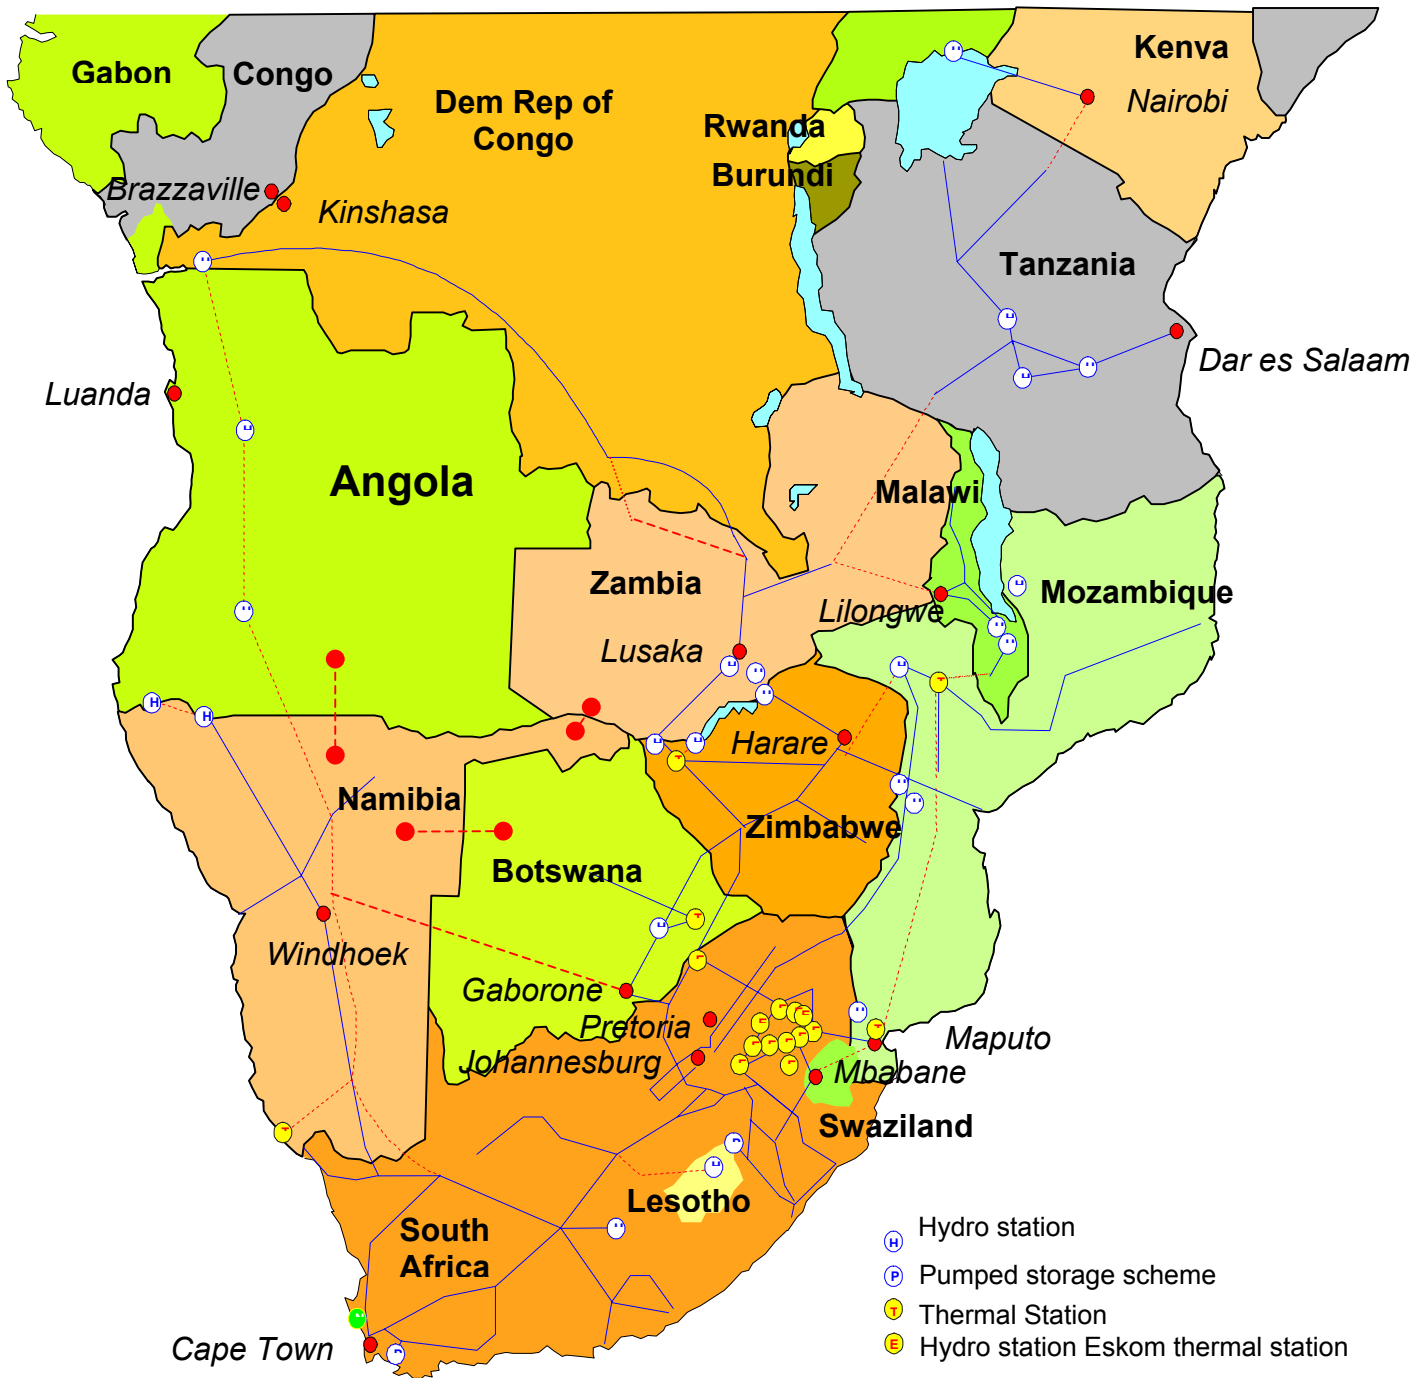 Kenva
Gabon
Congo
Dem Rep of
Congo
Nairobi
Rwanda
Burundi
Brazzaville
Kinshasa
Tanzania
Dar es Salaam
Luanda
Angola
Malawi
Zambia
Mozambique
Lilongwe
Lusaka
Harare
H
H
Namibia
Zimbabwe
Botswana
Windhoek
Gaborone
Pretoria
Johannesburg
Maputo
Mbabane
Swaziland
Lesotho
South
Africa
Cape Town
H Hydro station
P Pumped storage scheme
T Thermal Station
E Hydro station Eskom thermal station